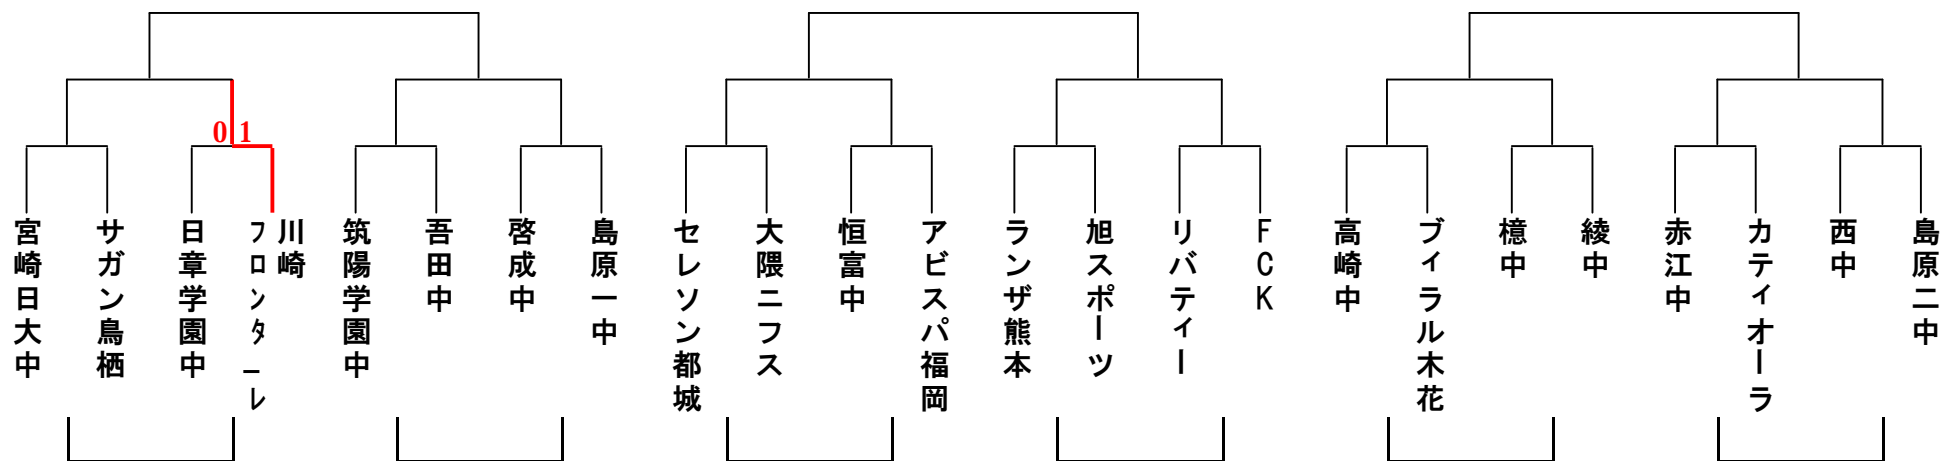 0 1
宮崎日大中
サガン鳥栖
日章学園中
川崎
フロンターレ
筑陽学園中
吾田中
啓成中
島原一中
セレソン都城
大隈ニフス
恒富中
アビスパ福岡
ランザ熊本
旭スポーツ
リバティー
FCK
高崎中
ブィラル木花
檍中
綾中
赤江中
カティオーラ
西中
島原二中